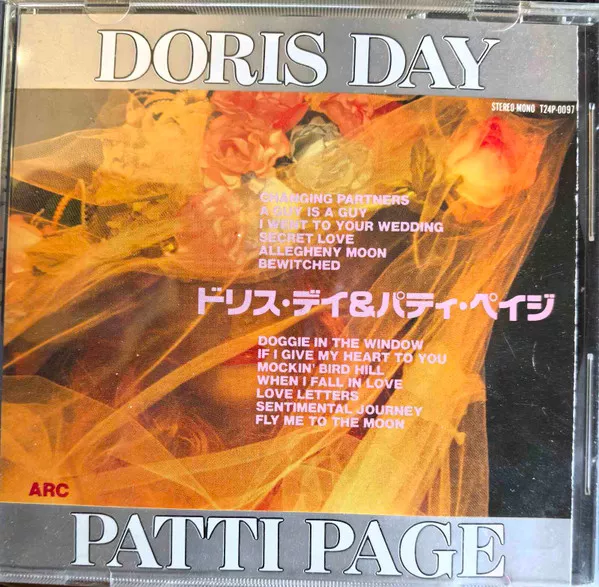 DORIS DAY
STEREO-MONO T24P-0097
CHANGING PARTNERS
A GUY IS A GUY
I WENT TO YOUR WEDDING
SECRET LOVE
ALLEGHENY MOON
BEWITCHED
ドリス・デイ&パティ・ペイジ
DOGGIE IN THE WINDOW
IF I GIVE MY HEART TO YOU
MOCKIN' BIRD HILL
WHEN I FALL IN LOVE
LOVE LETTERS
SENTIMENTAL JOURNEY
FLY ME TO THE MOON
ARC
PATTI PAGE